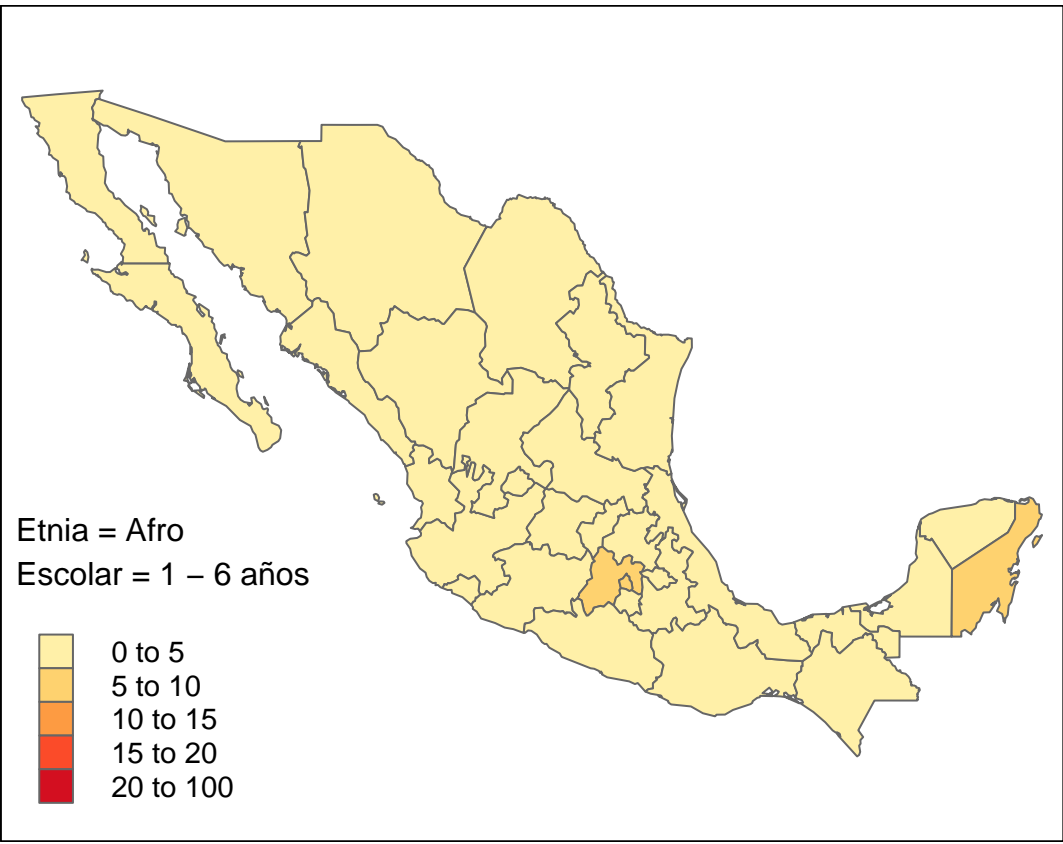 Etnia = Afro
Escolar = 1 – 6 años
0 to 5
5 to 10
10 to 15
15 to 20
20 to 100